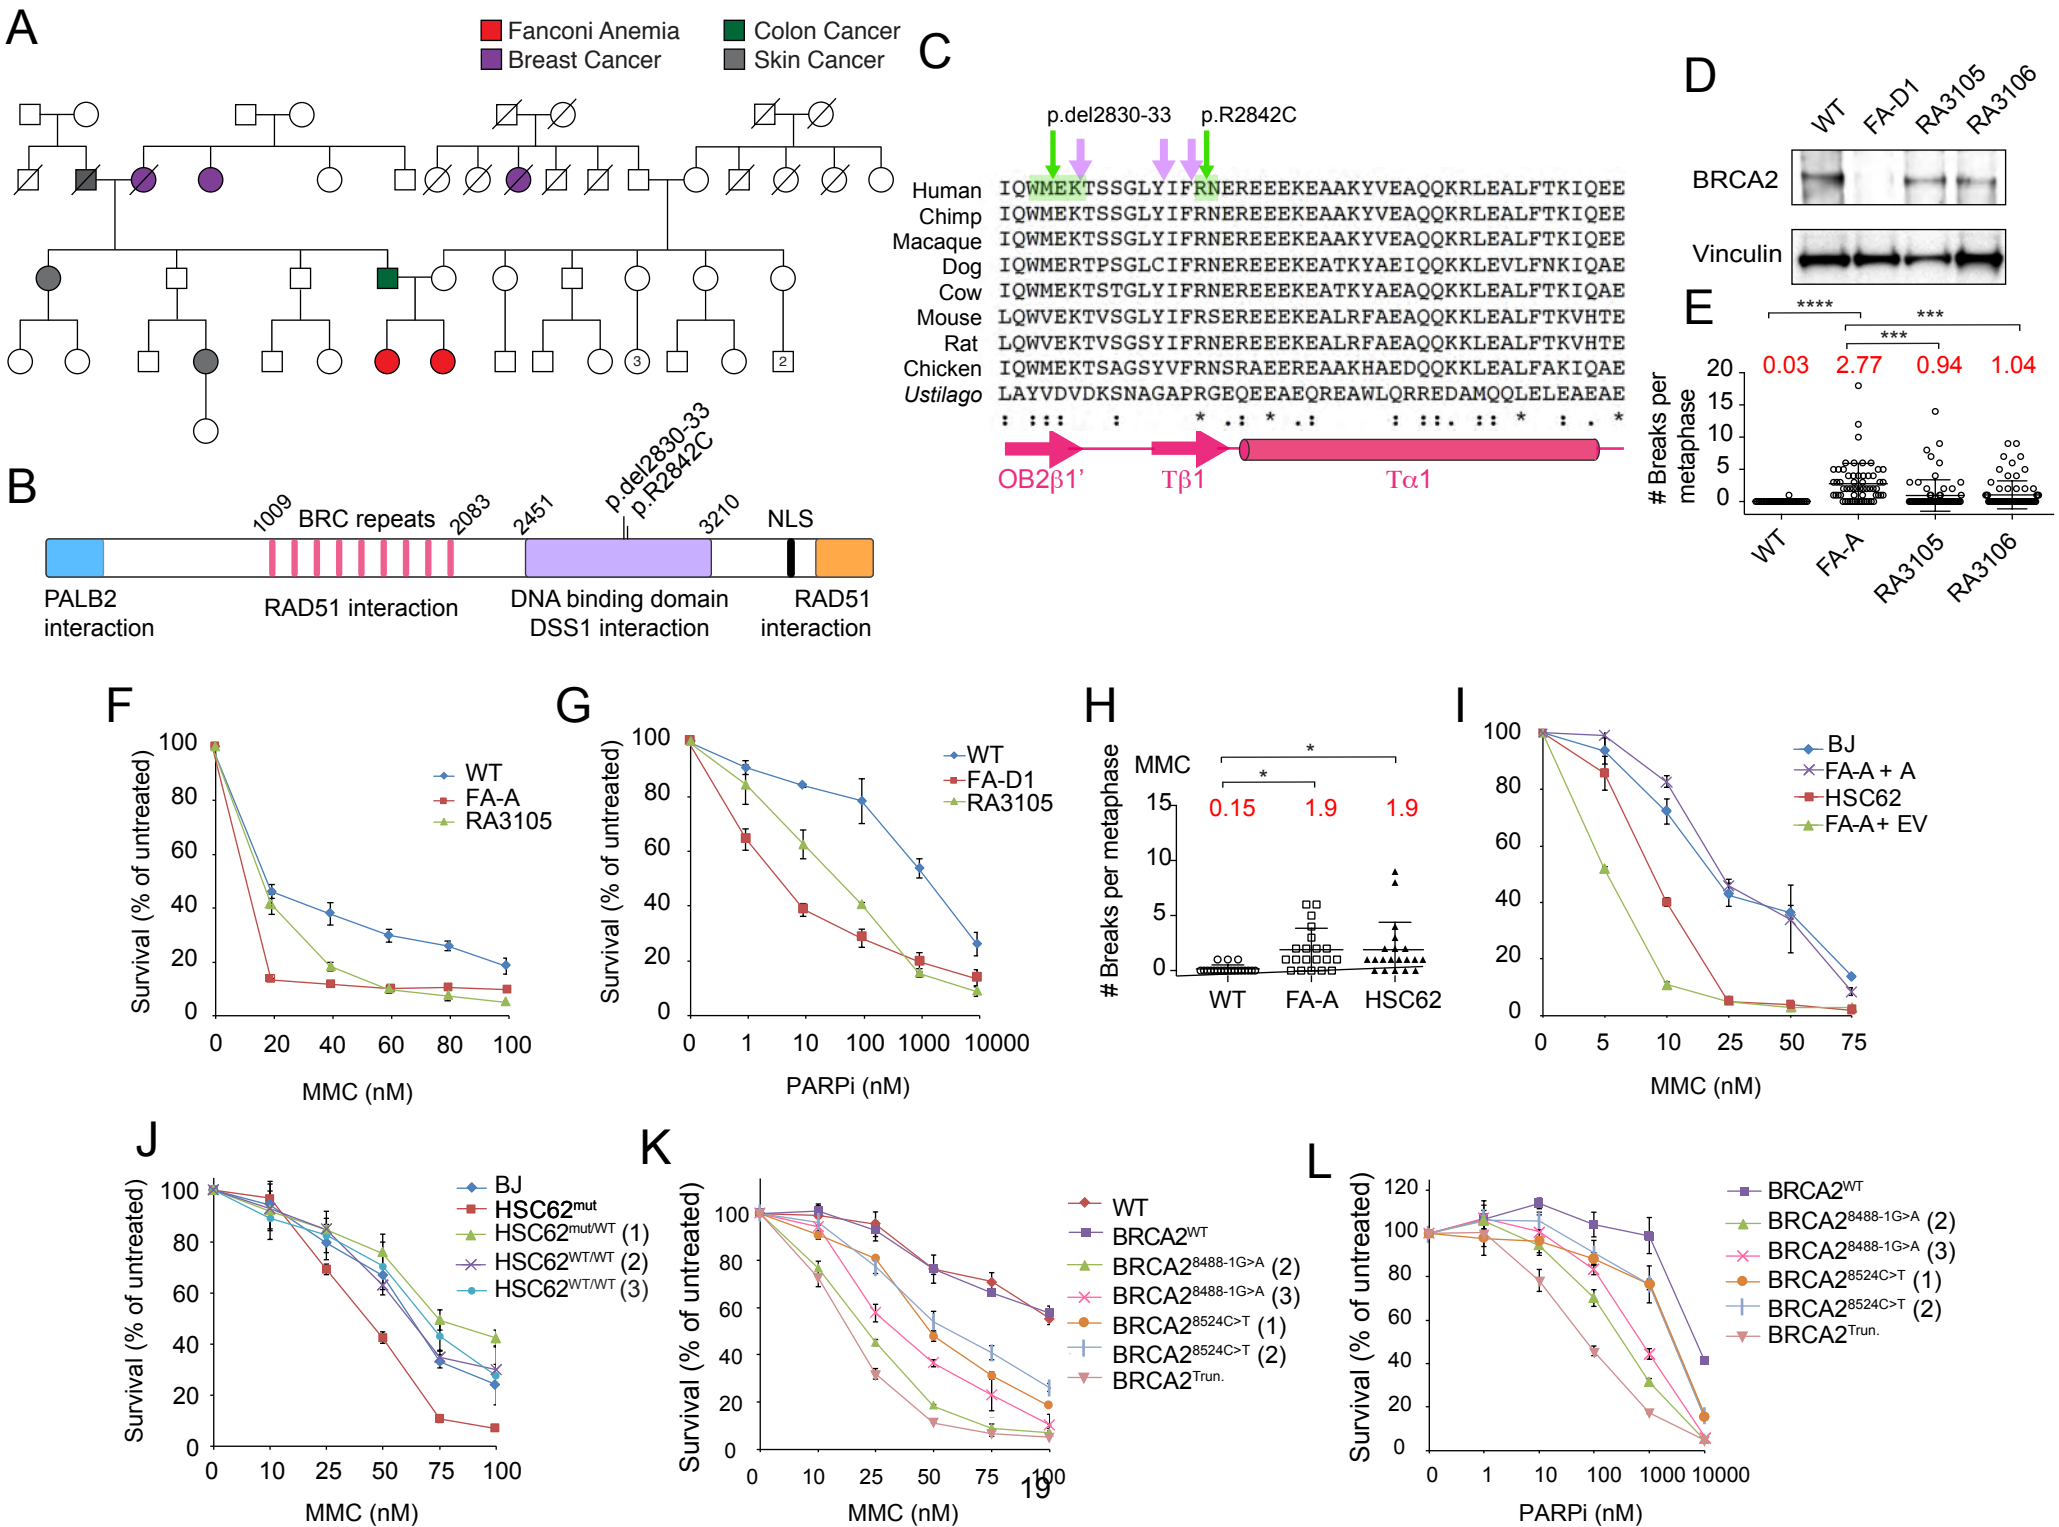 A
Fanoni Anemia
Breast Cancer
Colon Cancer
Skin Cancer
3
2
B
1009
BRC repeats
2083
2451
p.del2830-33
p.R2842C
3210
NLS
PALB2
interaction
RAD51 interaction
DNA binding domain
DSS1 interaction
RAD51
interaction
C
p.del2830-33
p.R2842C
Human IQWMEKTSSGLYIFRNEREEEKEAAKYVEAQQKRLEALFTKIQEE
Chimp IQWMEKTSSGLYIFRNEREEEKEAAKYVEAQQKRLEALFTKIQEE
Macaque IQWMEKTSSGLYIFRNEREEEKEAAKYVEAQQKRLEALFTKIQEE
Dog IQWMERTPSGLCIFRNEREEEKEATKYAEIQQKKLEVLFNKIQAE
Cow IQWMEKTSTGLYIFRNEREEEKEATKYAEAQQKKLEALFTKIQAE
Mouse LQWVEKTVSGLYIFRSEREEEKEALRFAEAQQKKLEALFTKVHTE
Rat LQWVEKTVSGSYIFRNEREEEKEALRFAEAQQKKLEALFTKVHTE
Chicken IQWMEKTSAGSYVFRNSRAEEREAAKHAEDQQKKLEALFAKIQAE
Ustilago LAYVDVDKSNAGAPRGEQEEAEQREAWLQRREDAMQQLELEAEAE
: ::: : * .: * .: : ::. :: * : . *
OB2β1’
Tβ1
Tα1
D
WT
FA-D1
RA3105
RA3106
BRCA2
Vinculin
E
****
***
***
0.03
2.77
0.94
1.04
# Breaks per
metaphase
20
15
10
5
0
WT
FA-A
RA3105
RA3106
F
Survival (% of untreated)
100
80
60
40
20
0
0 20 40 60 80 100
MMC (nM)
WT
FA-A
RA3105
G
Survival (% of untreated)
100
80
60
40
20
0
0 1 10 100 1000 10000
PARPi (nM)
WT
FA-D1
RA3105
H
# Breaks per metaphase
MMC
*
*
0.15
1.9
1.9
15
10
5
0
WT
FA-A
HSC62
I
100
80
60
40
20
0
0 5 10 25 50 75
MMC (nM)
BJ
FA-A + A
HSC62
FA-A+ EV
J
Survival (% of untreated)
100
80
60
40
20
0
0 10 25 50 75 100
MMC (nM)
BJ
HSC62mut
HSC62mut/WT (1)
HSC62WT/WT (2)
HSC62WT/WT (3)
K
Survival (% of untreated)
100
80
60
40
20
0
0 10 25 50 75 100
MMC (nM)
WT
BRCA2WT
BRCA28488-1G>A (2)
BRCA28488-1G>A (3)
BRCA28524C>T (1)
BRCA28524C>T (2)
BRCA2Trun.
19
L
Survival (% of untreated)
120
100
80
60
40
20
0
0 1 10 100 1000 10000
PARPi (nM)
BRCA2WT
BRCA28488-1G>A (2)
BRCA28488-1G>A (3)
BRCA28524C>T (1)
BRCA28524C>T (2)
BRCA2Trun.